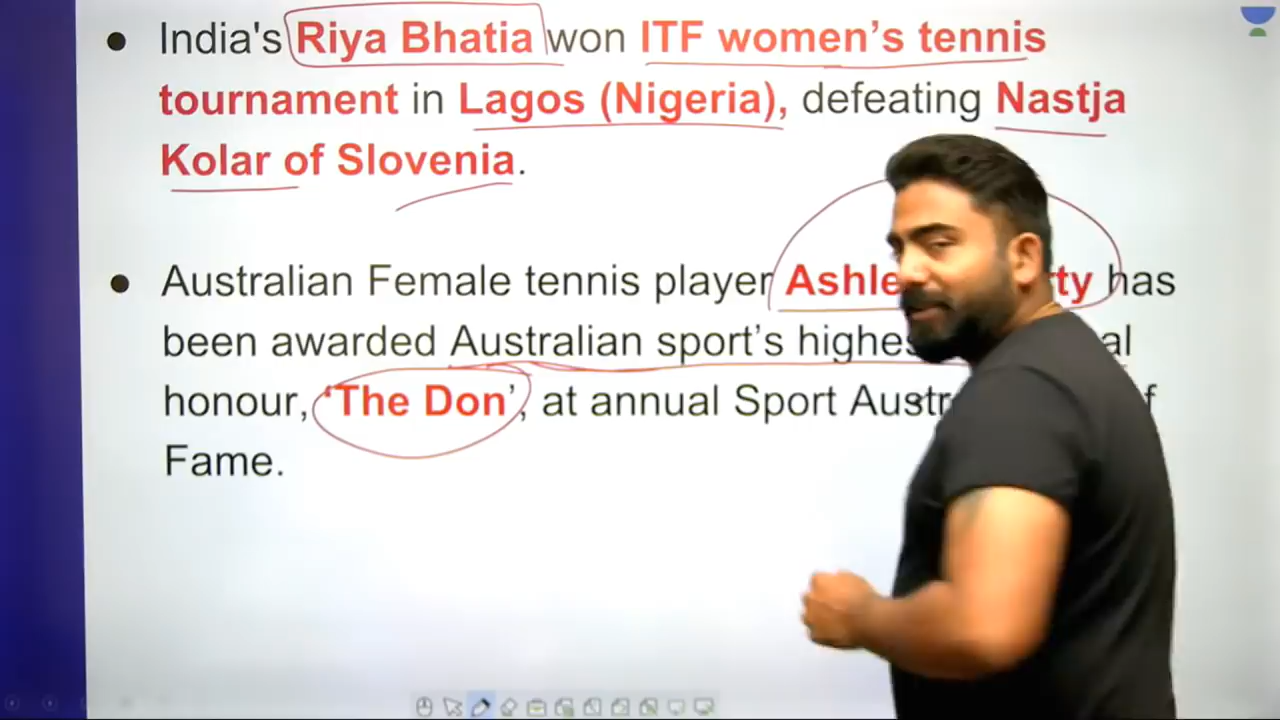 ● India's Riya Bhatia won ITF women’s tennis
tournament in Lagos (Nigeria), defeating Nastja
Kolar of Slovenia.
● Australian Female tennis player has
been awarded Australian sport’s
honour, ‘The Don’, at annual Sport
Fame.